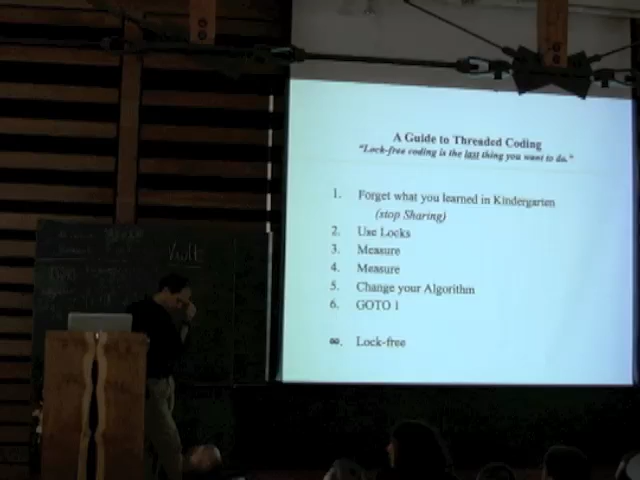 A Guide to Threaded Coding
"Lock-free coding is the last thing you want to do."
1. Forget what you learned in Kindergarten
(stop Sharing)
2. Use Locks
3. Measure
4. Measure
5. Change your Algorithm
6. GOTO 1
∞. Lock-free